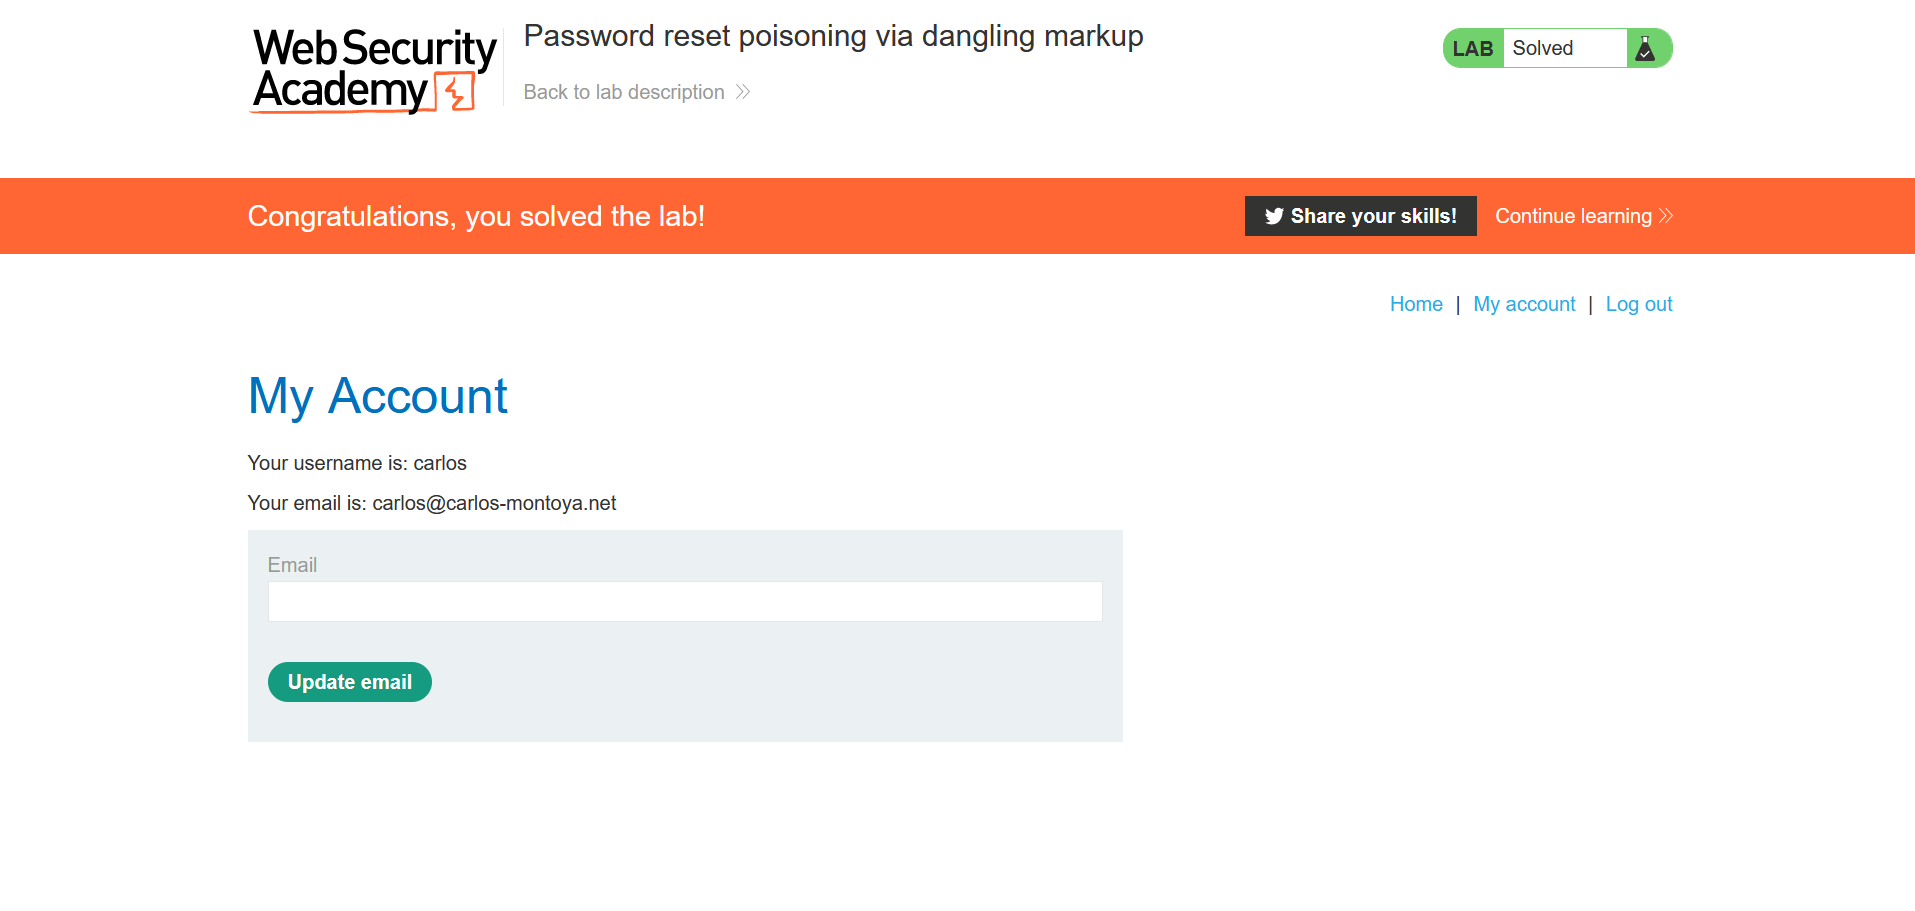 Web Security
Academy
Password reset poisoning via dangling markup
Back to lab description
LAB Solved
Congratulations, you solved the lab!
Share your skills!
Continue learning
Home | My account | Log out
My Account
Your username is: carlos
Your email is: carlos@carlos-montoya.net
Email
Update email